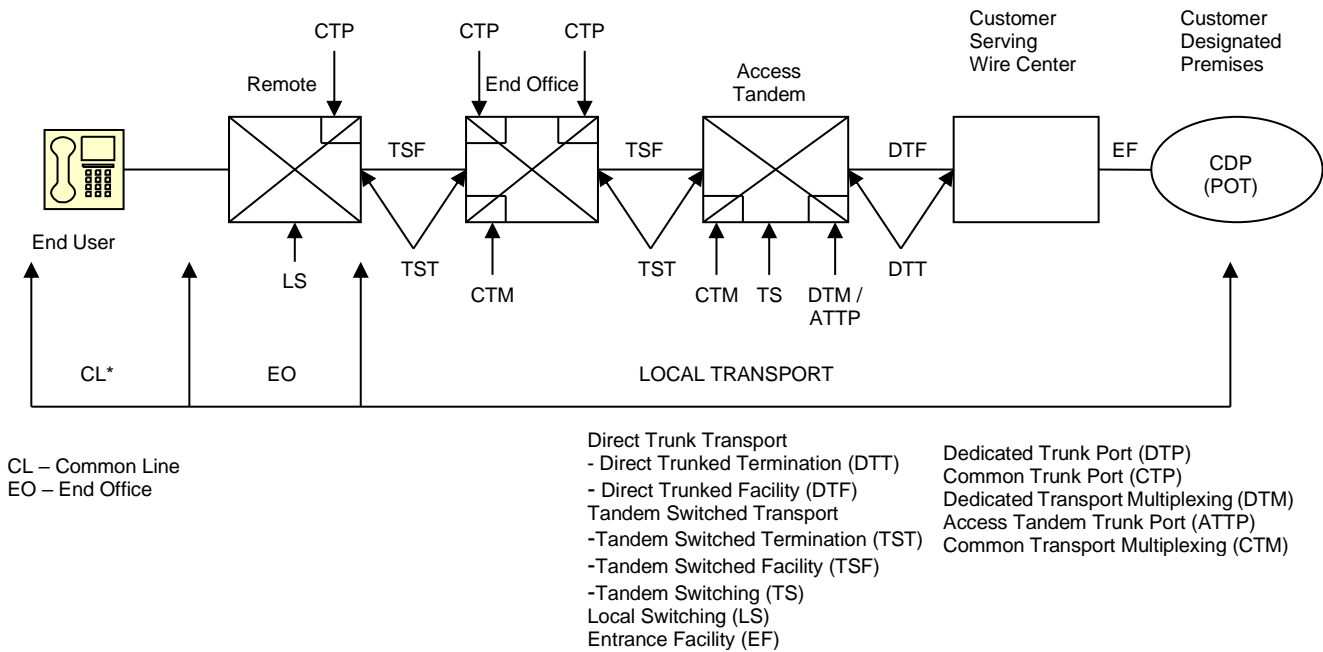 CTP
CTP
CTP
Customer
Serving
Wire Center
Customer
Designated
Premises
Remote
End Office
Access
Tandem
TSF
TSF
DTF
EF
CDP
(POT)
End User
LS
TST
CTM
TST
CTM
TS
DTM /
ATTP
DTT
CL*
EO
LOCAL TRANSPORT
CL – Common Line
EO – End Office
Direct Trunk Transport
- Direct Trunked Termination (DTT)
- Direct Trunked Facility (DTF)
Tandem Switched Transport
-Tandem Switched Termination (TST)
-Tandem Switched Facility (TSF)
-Tandem Switching (TS)
Local Switching (LS)
Entrance Facility (EF)
Dedicated Trunk Port (DTP)
Common Trunk Port (CTP)
Dedicated Transport Multiplexing (DTM)
Access Tandem Trunk Port (ATTP)
Common Transport Multiplexing (CTM)